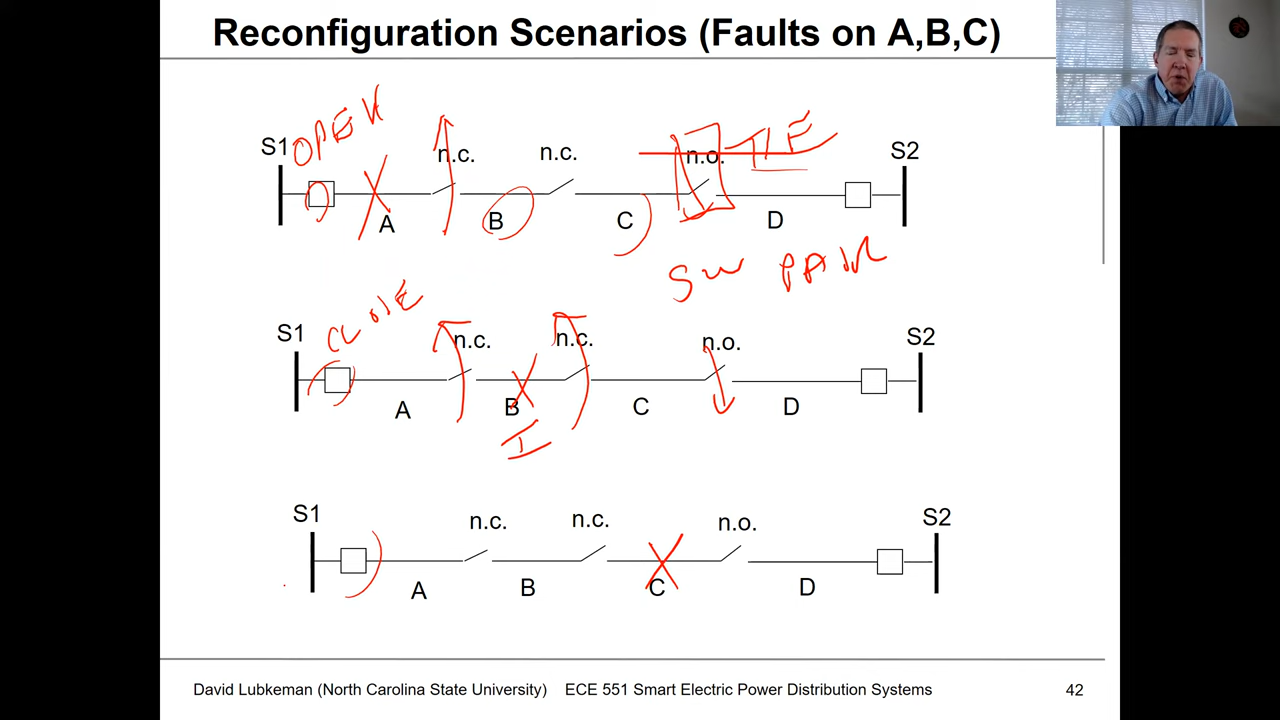 Reconfiguration Scenarios (Faults on A,B,C)
OPEN
TIE
S1 n.c. n.c. n.o. S2
A B C D
SW PAIR
CLOSE
S1 n.c. n.c. n.o. S2
A B C D
I
S1 n.c. n.c. n.o. S2
A B C D
David Lubkeman (North Carolina State University) ECE 551 Smart Electric Power Distribution Systems 42